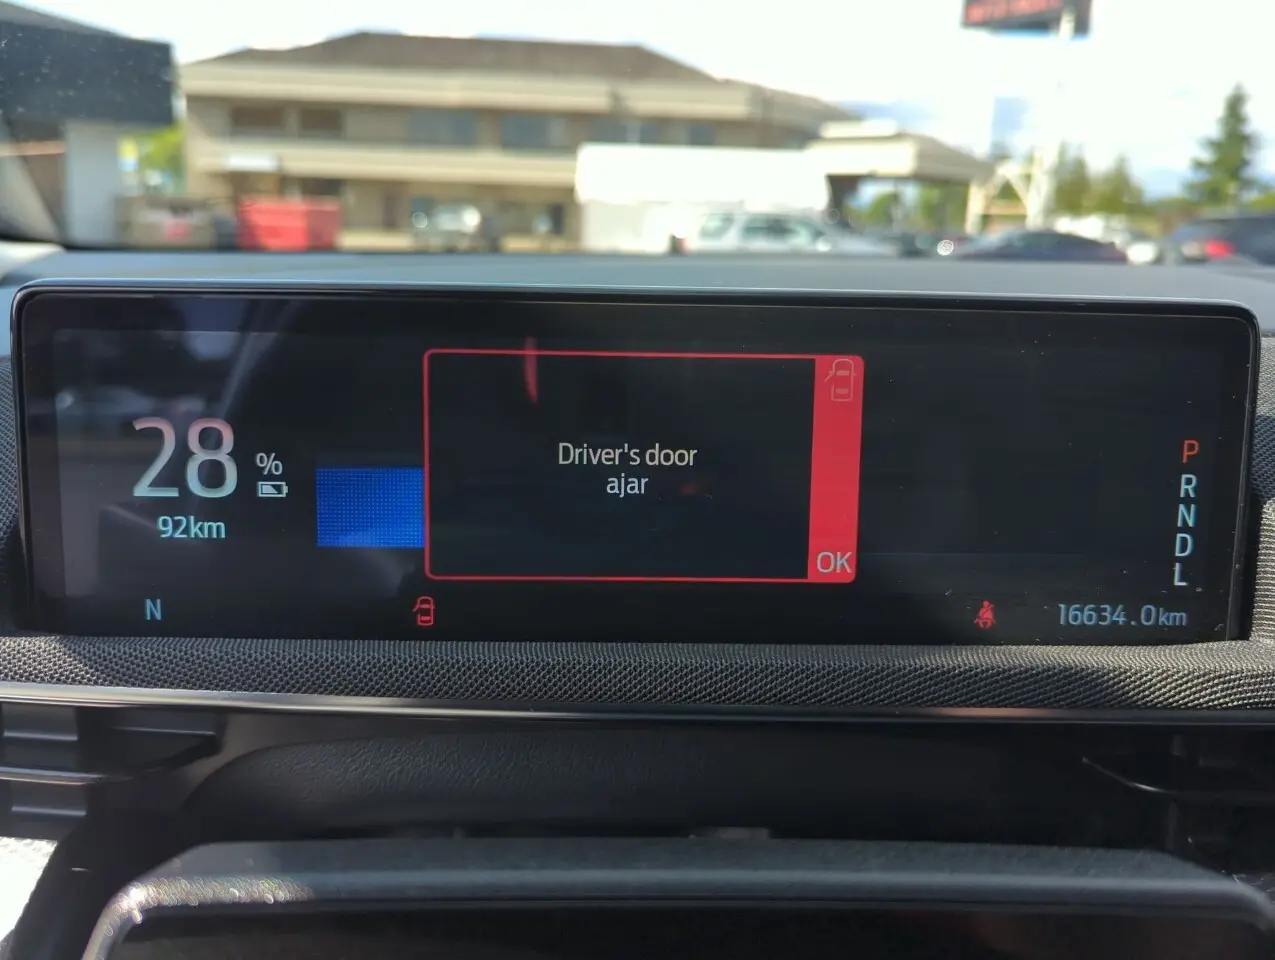 28 %
92km
N
Driver's door
ajar
OK
P
R
N
D
L
16634.0km